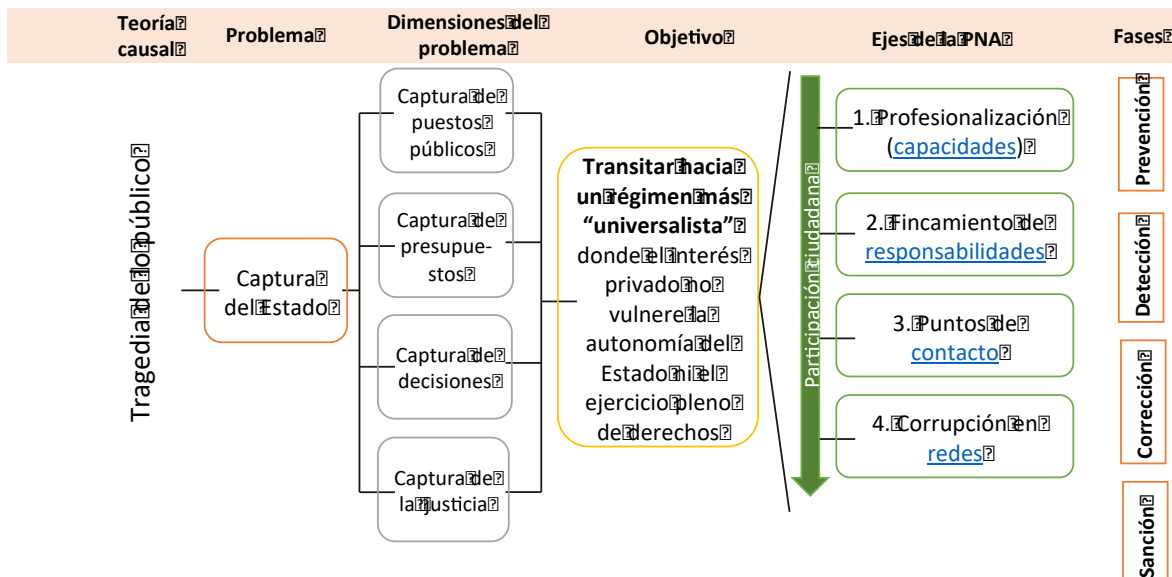 Teoría
causal
Problema
Dimensiones del
problema
Objetivo
Ejes de la PNA
Fases
Tragedia de lo público
Captura
del Estado
Captura de
puestos
públicos
Captura de
presupue-
stos
Captura de
decisiones
Captura de
la justicia
Transitar hacia
un régimen más
“universalista”
donde el interés
privado no
vulnere la
autonomía del
Estado ni el
ejercicio pleno
de derechos
Participación ciudadana
1. Profesionalización
(capacidades)
2. Fincamiento de
responsabilidades
3. Puntos de
contacto
4. Corrupción en
redes
Prevención
Detección
Corrección
Sanción